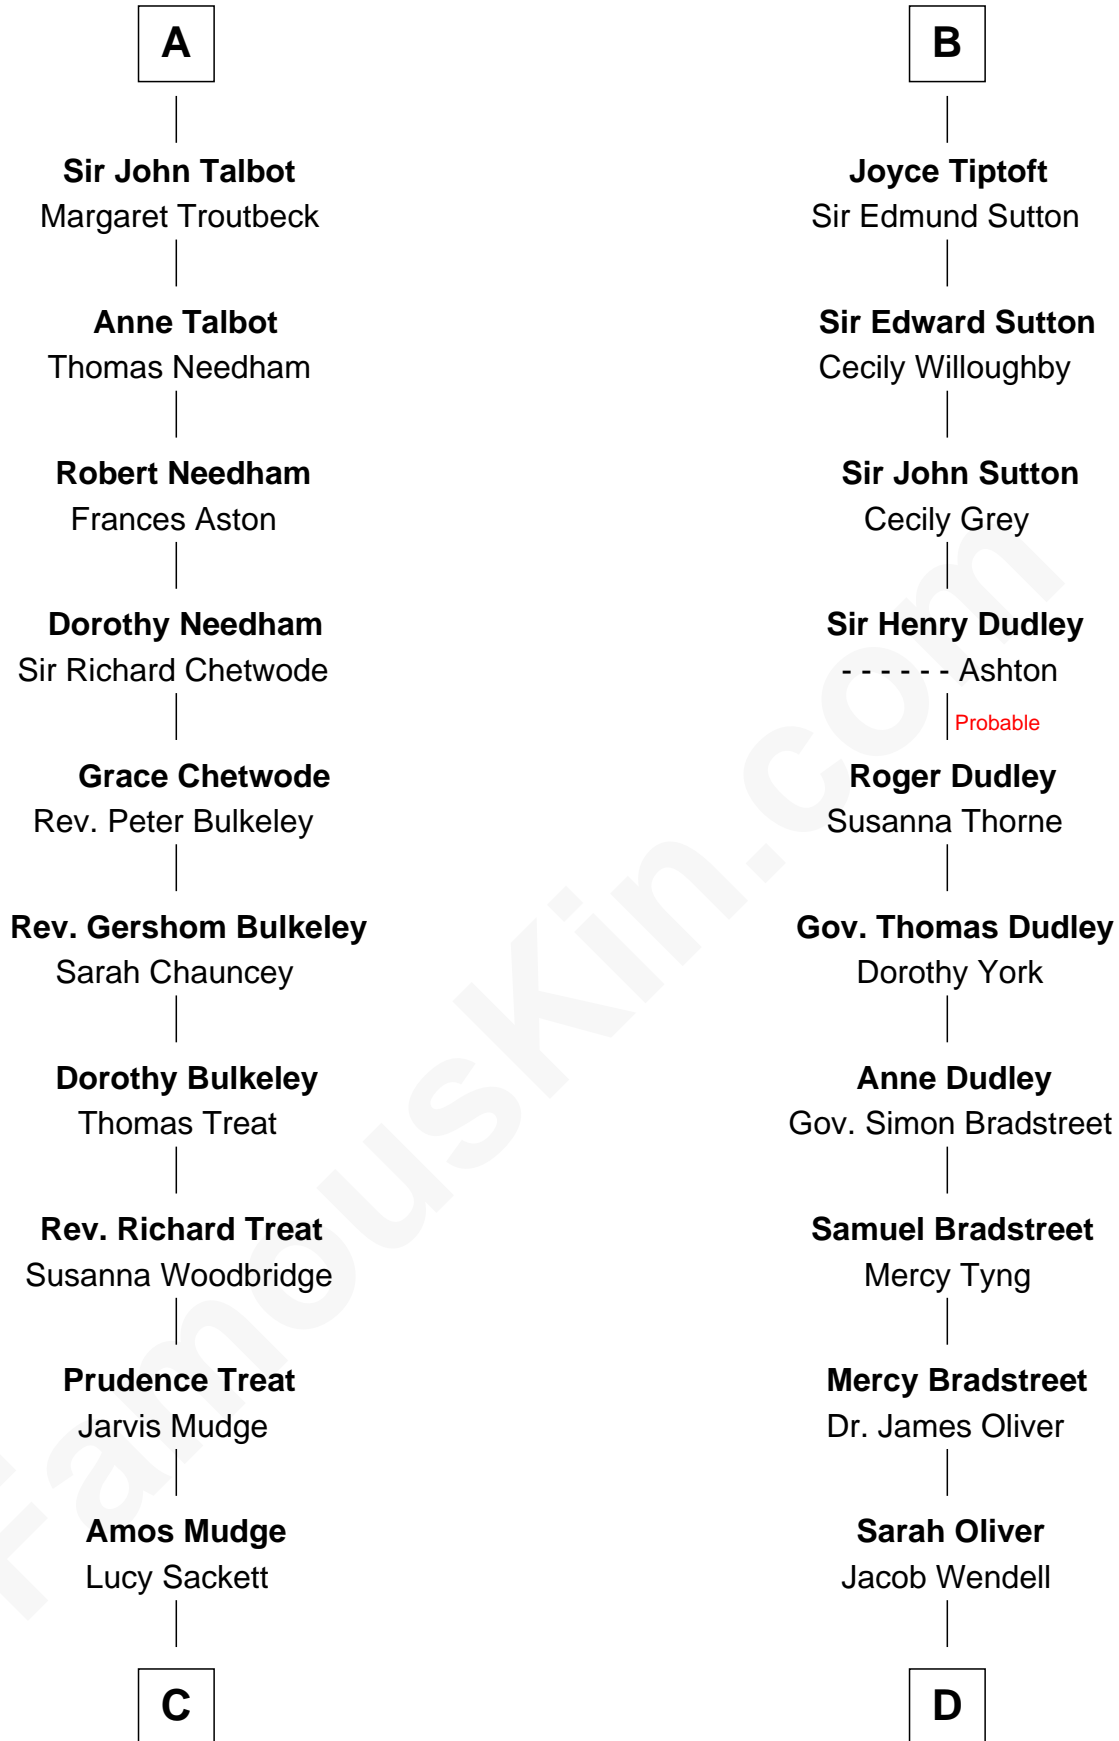 A
Sir John Talbot
Margaret Troutbeck
Anne Talbot
Thomas Needham
Robert Needham
Frances Aston
Dorothy Needham
Sir Richard Chetwode
Grace Chetwode
Rev. Peter Bulkeley
Rev. Gershom Bulkeley
Sarah Chauncey
Dorothy Bulkeley
Thomas Treat
Rev. Richard Treat
Susanna Woodbridge
Prudence Treat
Jarvis Mudge
Amos Mudge
Lucy Sackett
C
B
Joyce Tiptoft
Sir Edmund Sutton
Sir Edward Sutton
Cecily Willoughby
Sir John Sutton
Cecily Grey
Sir Henry Dudley
- - - - - - Ashton
Probable
Roger Dudley
Susanna Thorne
Gov. Thomas Dudley
Dorothy York
Anne Dudley
Gov. Simon Bradstreet
Samuel Bradstreet
Mercy Tyng
Mercy Bradstreet
Dr. James Oliver
Sarah Oliver
Jacob Wendell
D
FamousKin.com